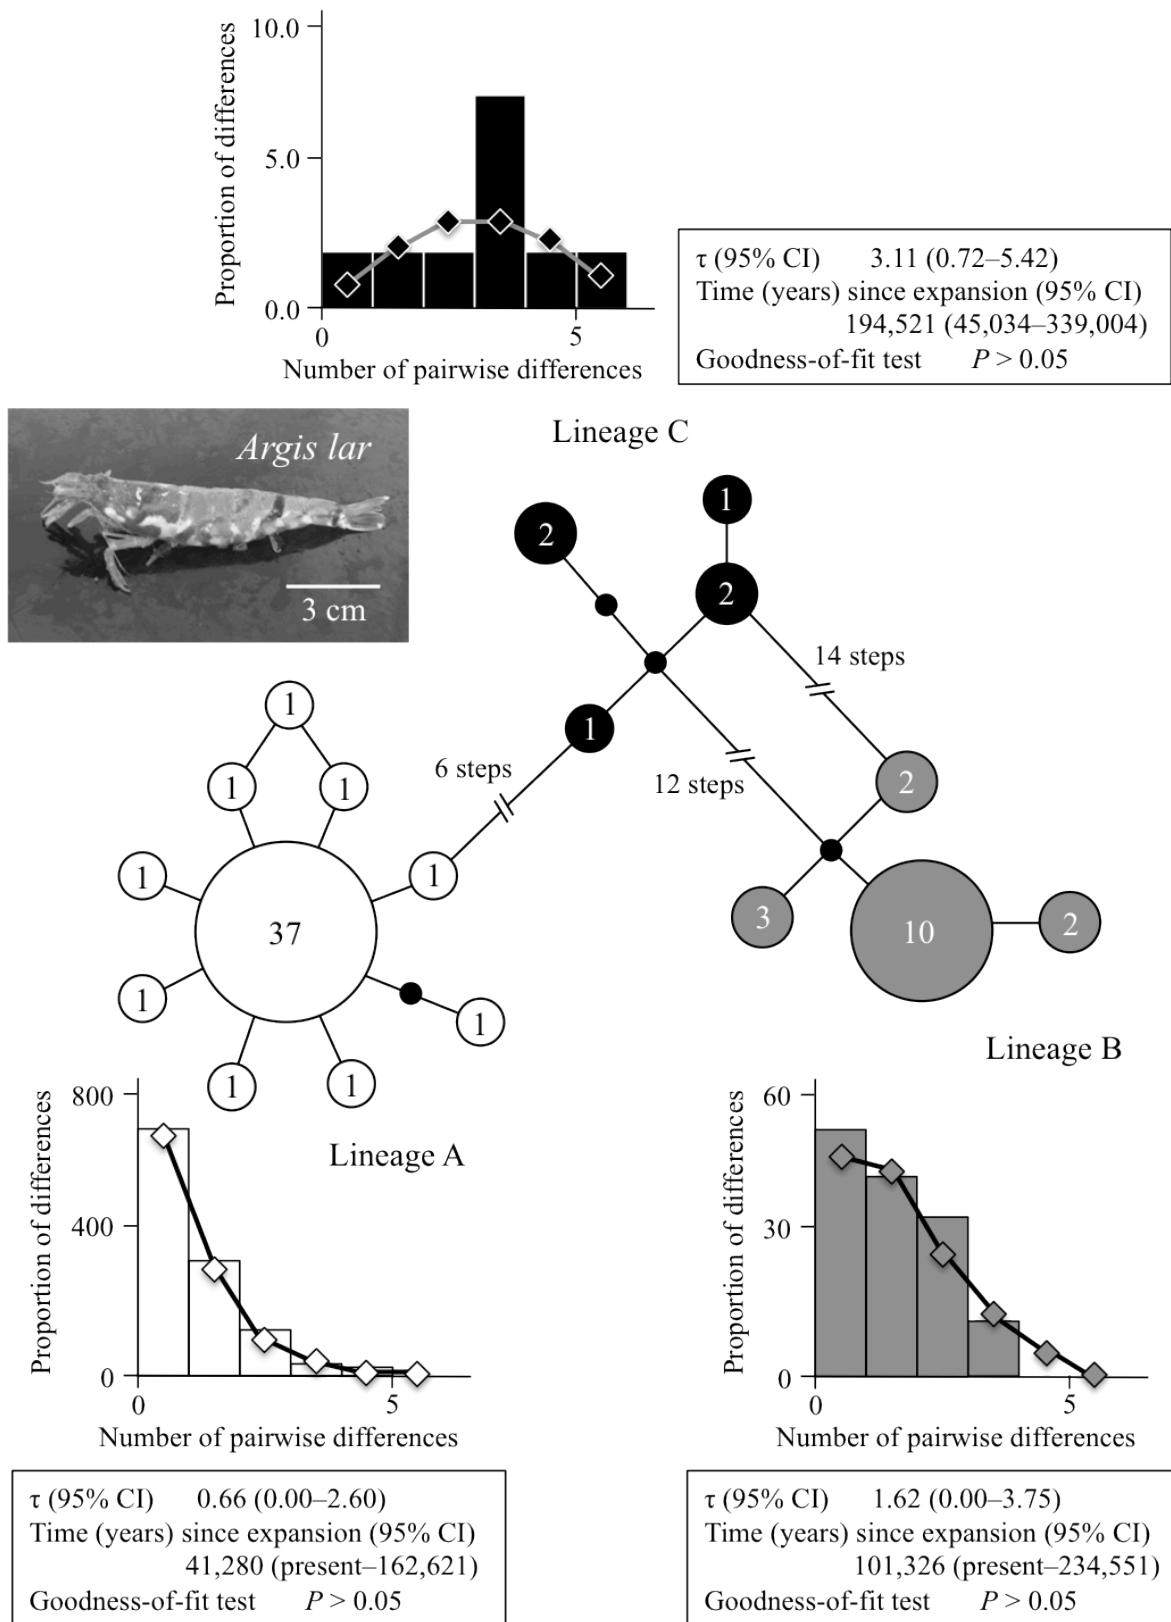 10.0
5.0
0.0
Proportion of differences
0
5
Number of pairwise differences
τ (95% CI) 3.11 (0.72–5.42)
Time (years) since expansion (95% CI)
194,521 (45,034–339,004)
Goodness-of-fit test P > 0.05
Argis lar
3 cm
Lineage C
2
1
2
1
14 steps
12 steps
6 steps
1
1
1
1
1
37
1
1
1
1
2
3
10
2
Lineage B
Lineage A
800
400
0
Proportion of differences
0
5
Number of pairwise differences
60
30
0
Proportion of differences
0
5
Number of pairwise differences
τ (95% CI) 0.66 (0.00–2.60)
Time (years) since expansion (95% CI)
41,280 (present–162,621)
Goodness-of-fit test P > 0.05
τ (95% CI) 1.62 (0.00–3.75)
Time (years) since expansion (95% CI)
101,326 (present–234,551)
Goodness-of-fit test P > 0.05